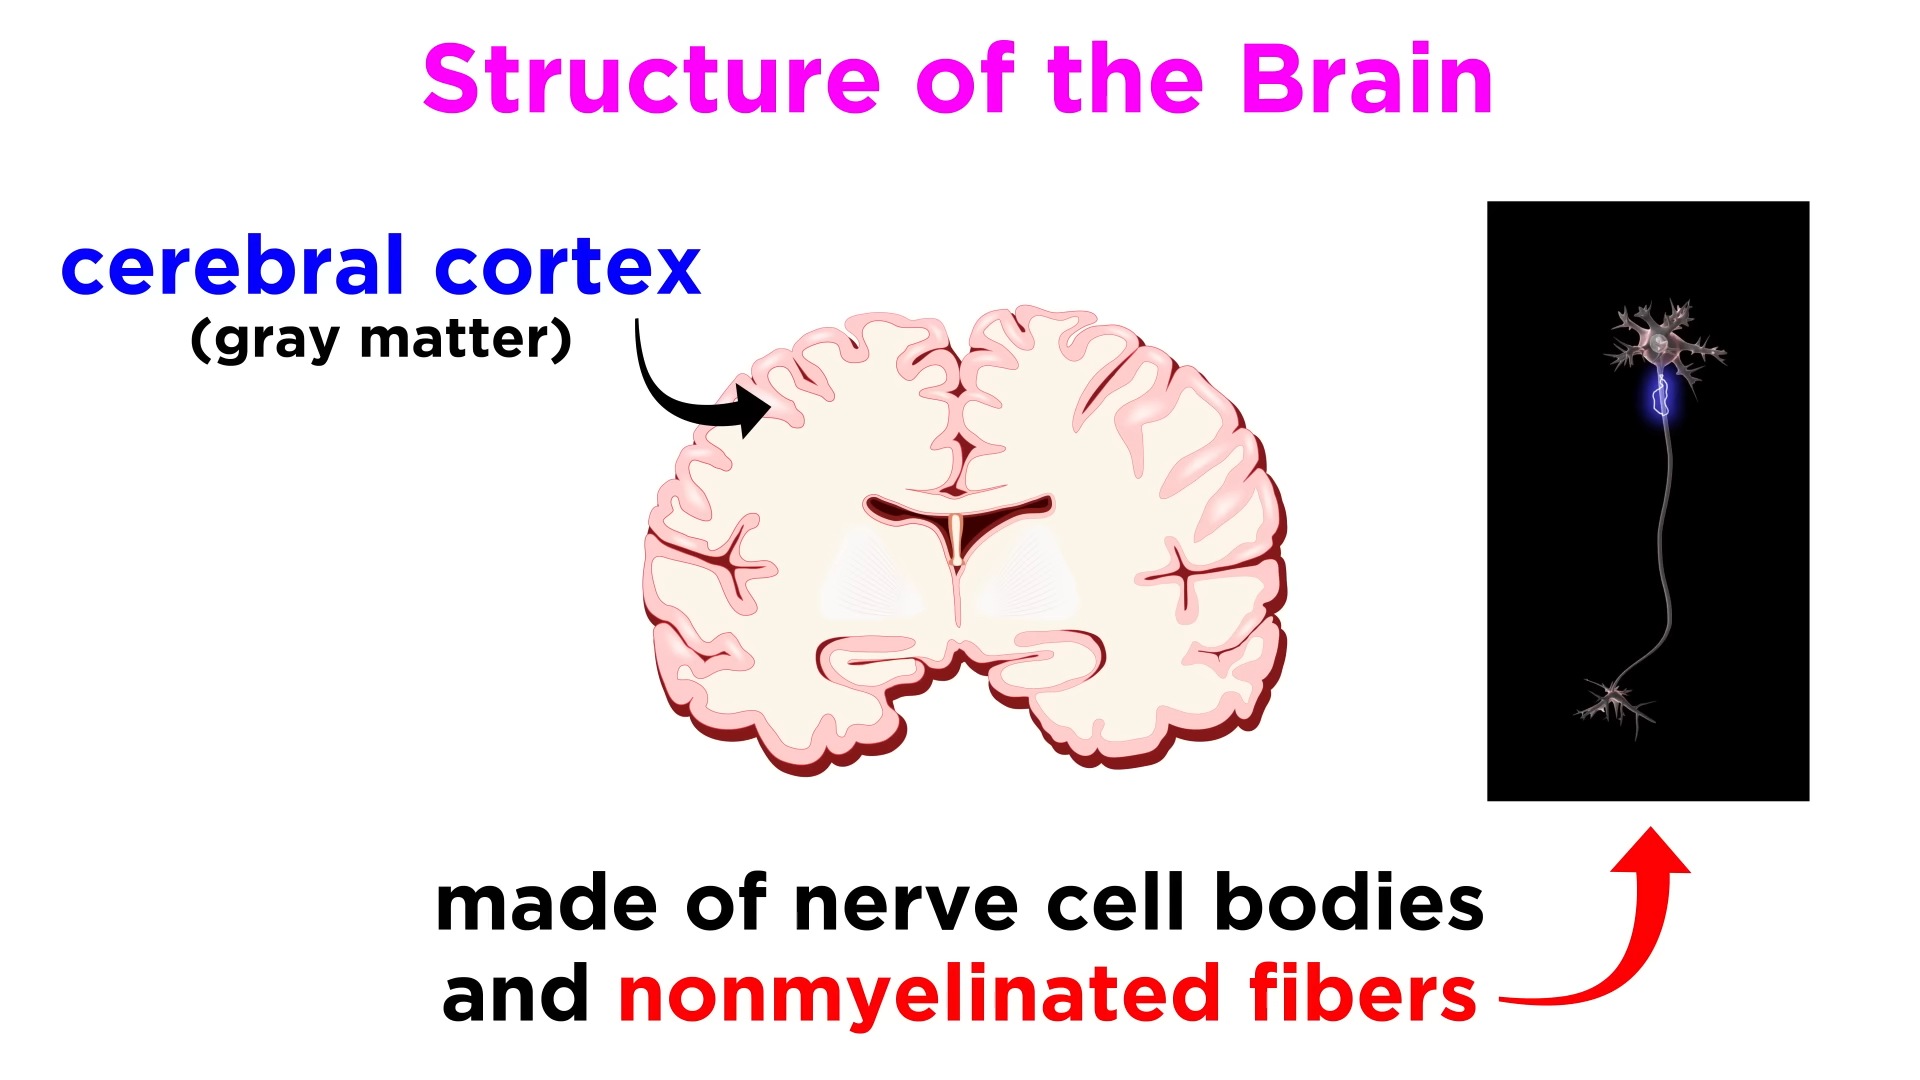 Structure of the Brain
cerebral cortex
(gray matter)
made of nerve cell bodies
and nonmyelinated fibers